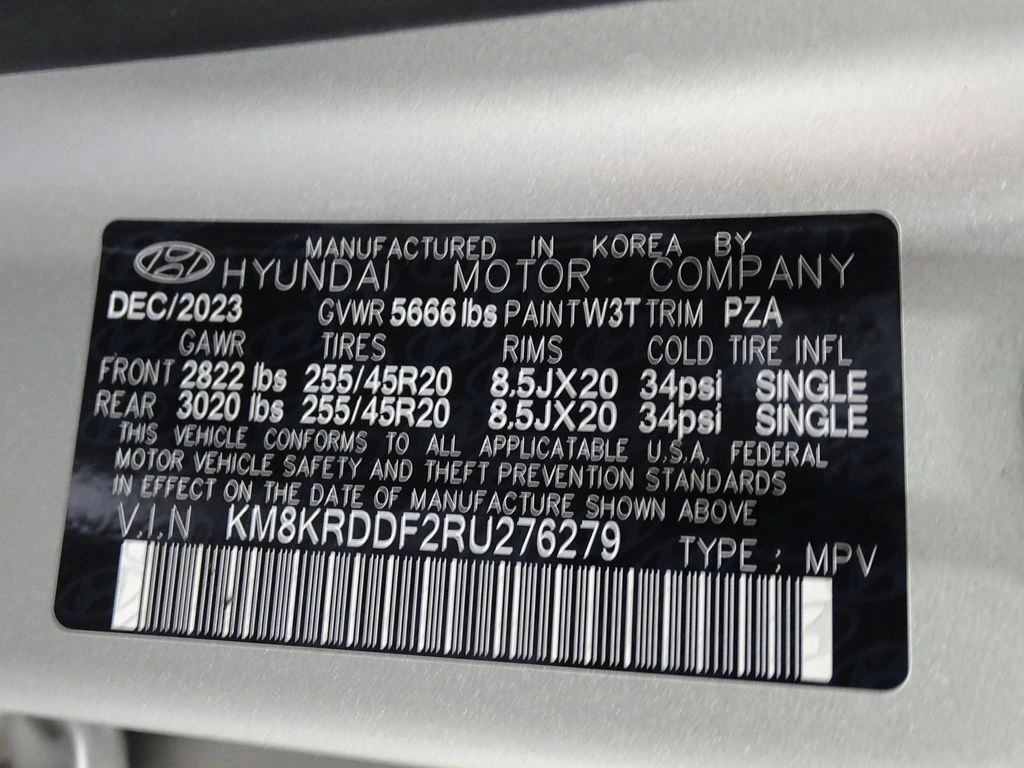 MANUFACTURED IN KOREA BY
HYUNDAI MOTOR COMPANY
DEC/2023 GVWR 5666 lbs PAINT W3T TRIM PZA
GAWR TIRES RIMS COLD TIRE INFL
FRONT 2822 lbs 255/45R20 8.5JX20 34psi SINGLE
REAR 3020 lbs 255/45R20 8.5JX20 34psi SINGLE
THIS VEHICLE CONFORMS TO ALL APPLICATABLE U.S.A. FEDERAL
MOTOR VEHICLE SAFETY AND THEFT PREVENTION STANDARDS
IN EFFECT ON THE DATE OF MANUFACTURE SHOWN ABOVE
V.I.N KM8KRDDF2RU276279 TYPE : MPV